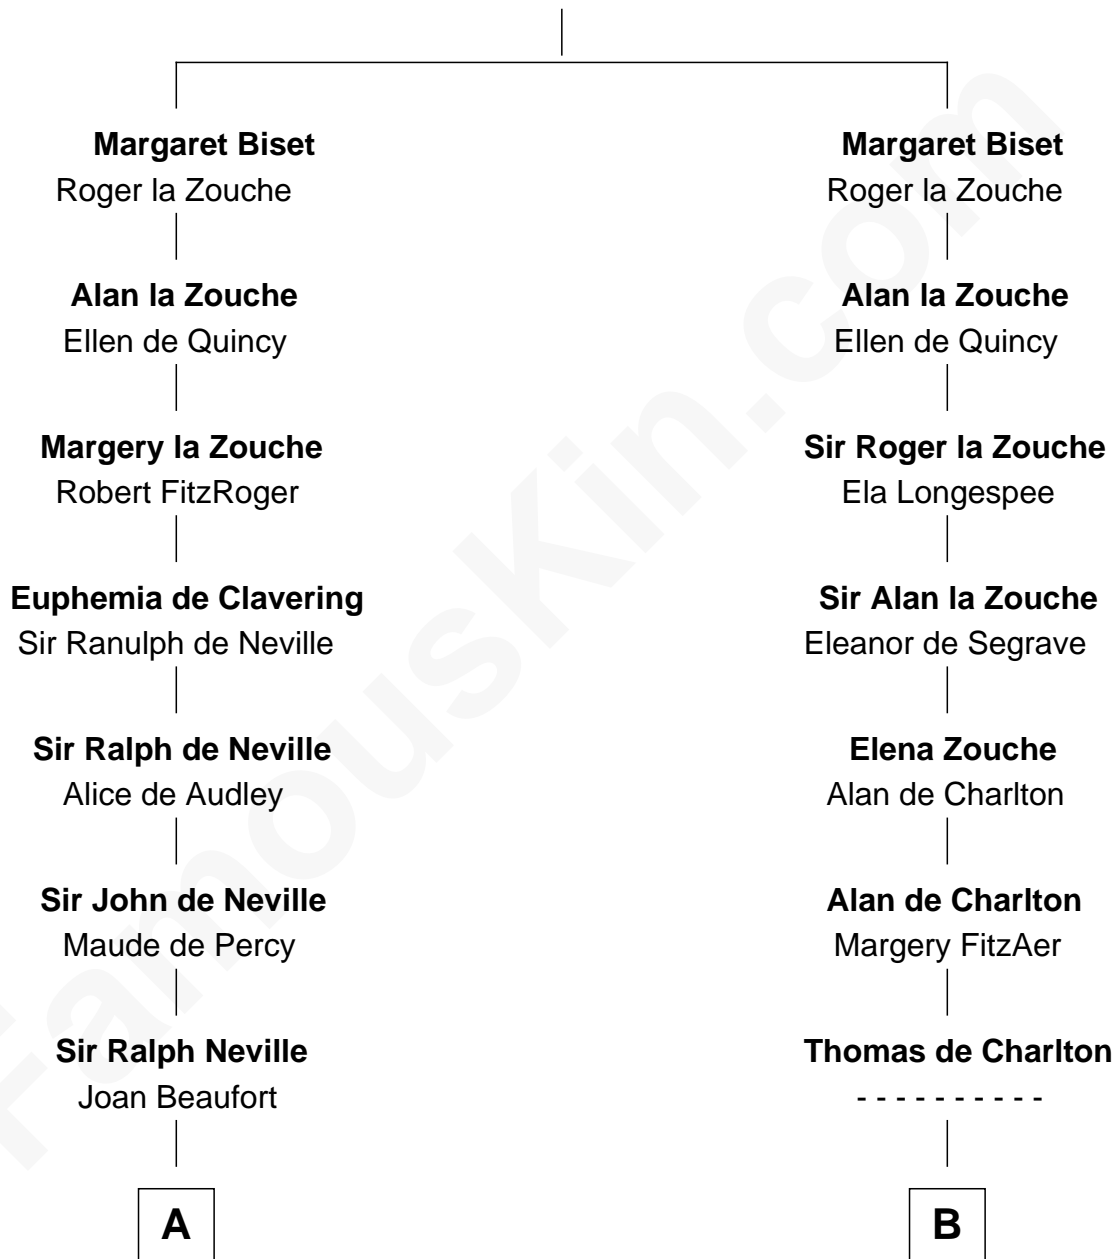 Margaret Biset Margaret Biset
Roger la Zouche Roger la Zouche
Alan la Zouche Alan la Zouche
Ellen de Quincy Ellen de Quincy
Margery la Zouche Sir Roger la Zouche
Robert FitzRoger Ela Longespee
Euphemia de Clavering Sir Alan la Zouche
Sir Ranulph de Neville Eleanor de Segrave
Sir Ralph de Neville Elena Zouche
Alice de Audley Alan de Charlton
Sir John de Neville Alan de Charlton
Maude de Percy Margery FitzAer
Sir Ralph Neville Thomas de Charlton
Joan Beaufort - - - - - - - - - -
A B
FamousKin.com